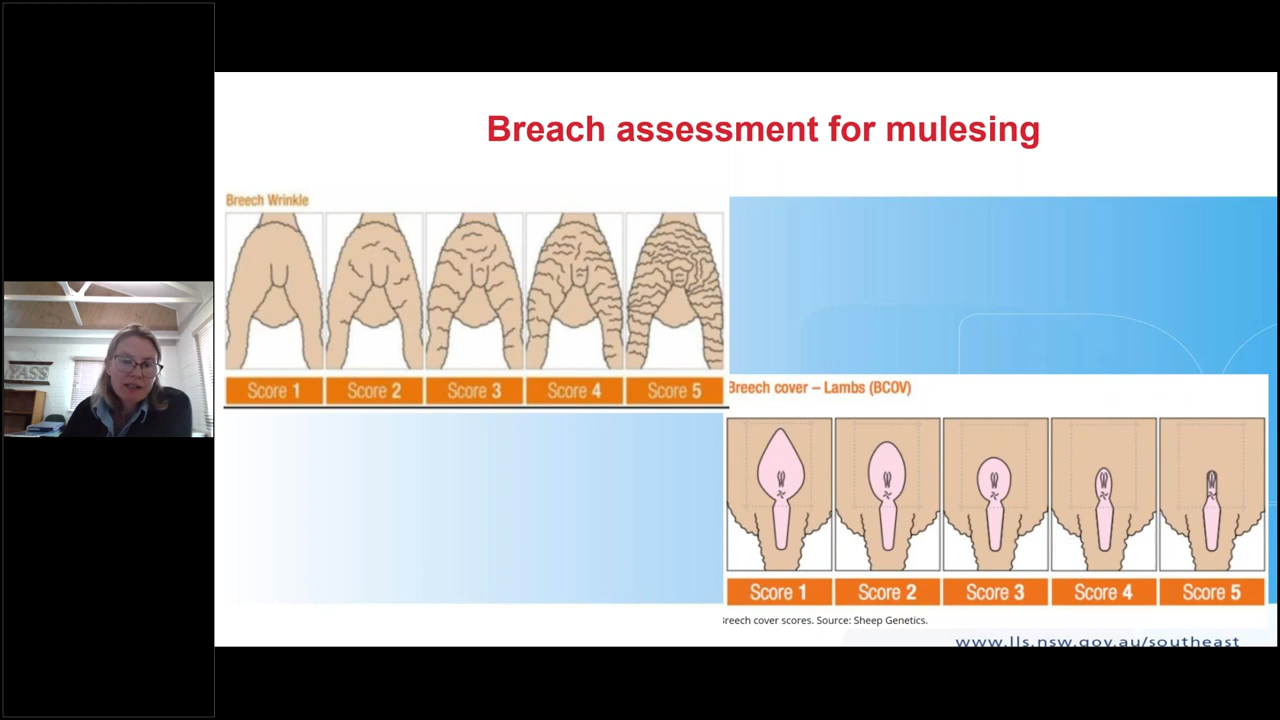 Breach assessment for mulesing
Breech Wrinkle
Score 1
Score 2
Score 3
Score 4
Score 5
Breech cover – Lambs (BCOV)
Score 1
Score 2
Score 3
Score 4
Score 5
Breech cover scores. Source: Sheep Genetics.
www.lls.nsw.gov.au/southeast
YASS